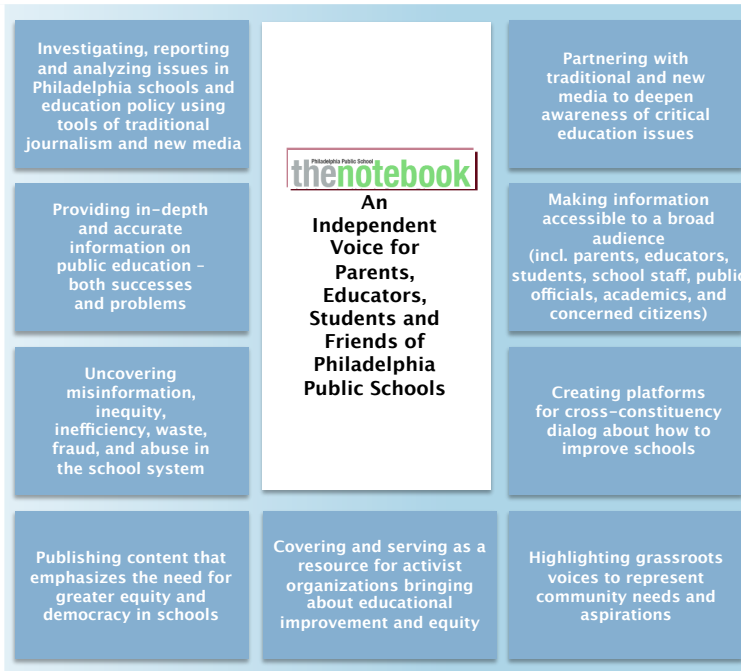 Investigating, reporting
and analyzing issues in
Philadelphia schools and
education policy using
tools of traditional
journalism and new media
Providing in-depth
and accurate
information on
public education –
both successes
and problems
Uncovering
misinformation,
inequity,
inefficiency, waste,
fraud, and abuse in
the school system
Publishing content that
emphasizes the need for
greater equity and
democracy in schools
Philadelphia Public School
thenotebook
An
Independent
Voice for
Parents,
Educators,
Students and
Friends of
Philadelphia
Public Schools
Covering and serving as a
resource for activist
organizations bringing
about educational
improvement and equity
Partnering with
traditional and new
media to deepen
awareness of critical
education issues
Making information
accessible to a broad
audience
(incl. parents, educators,
students, school staff, public
officials, academics, and
concerned citizens)
Creating platforms
for cross-constituency
dialog about how to
improve schools
Highlighting grassroots
voices to represent
community needs and
aspirations